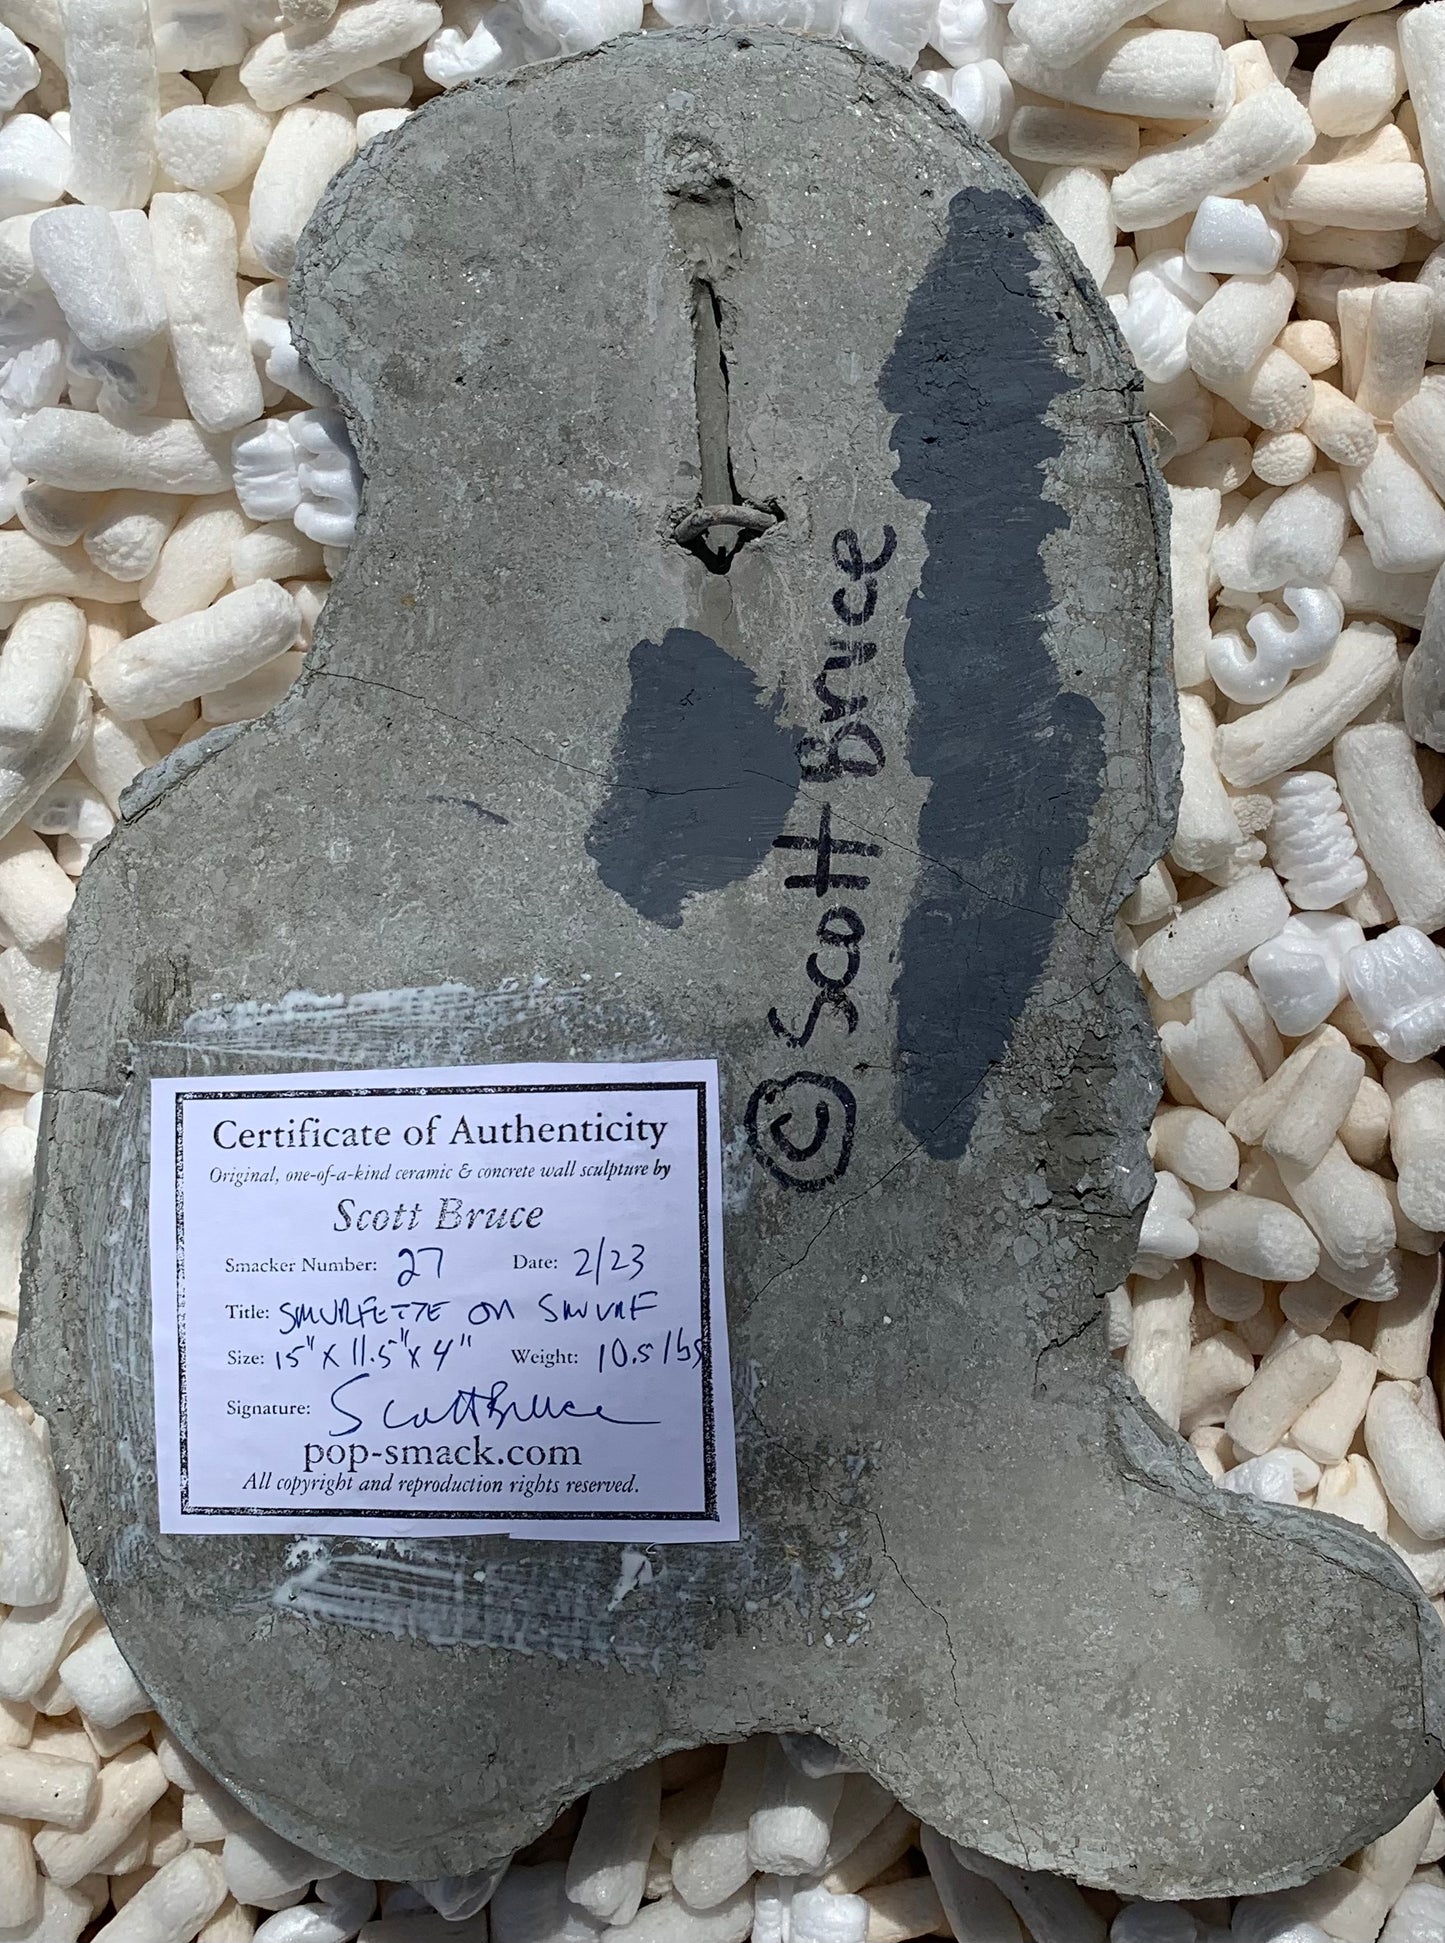 © Scott Bruce
Certificate of Authenticity
Original, one-of-a-kind ceramic & concrete wall sculpture by
Scott Bruce
Smacker Number: 27 Date: 2/23
Title: SMURFETTE ON SMURF
Size: 15" x 11.5" x 4" Weight: 10.5 lbs
Signature: Scott Bruce
pop-smack.com
All copyright and reproduction rights reserved.